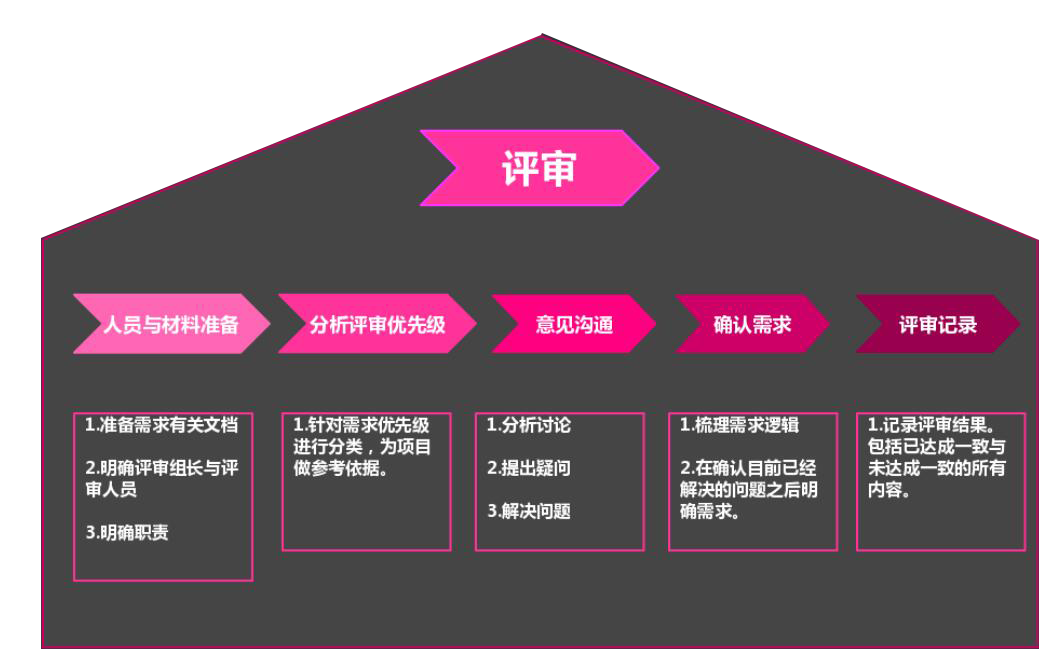 评审
人员与材料准备
分析评审优先级
意见沟通
确认需求
评审记录
1.准备需求有关文档
2.明确评审组长与评
审人员
3.明确职责
1.针对需求优先级
进行分类，为项目
做参考依据。
1.分析讨论
2.提出疑问
3.解决问题
1.梳理需求逻辑
2.在确认目前已经
解决的问题之后明
确需求。
1.记录评审结果。
包括已达成一致与
未达成一致的所有
内容。